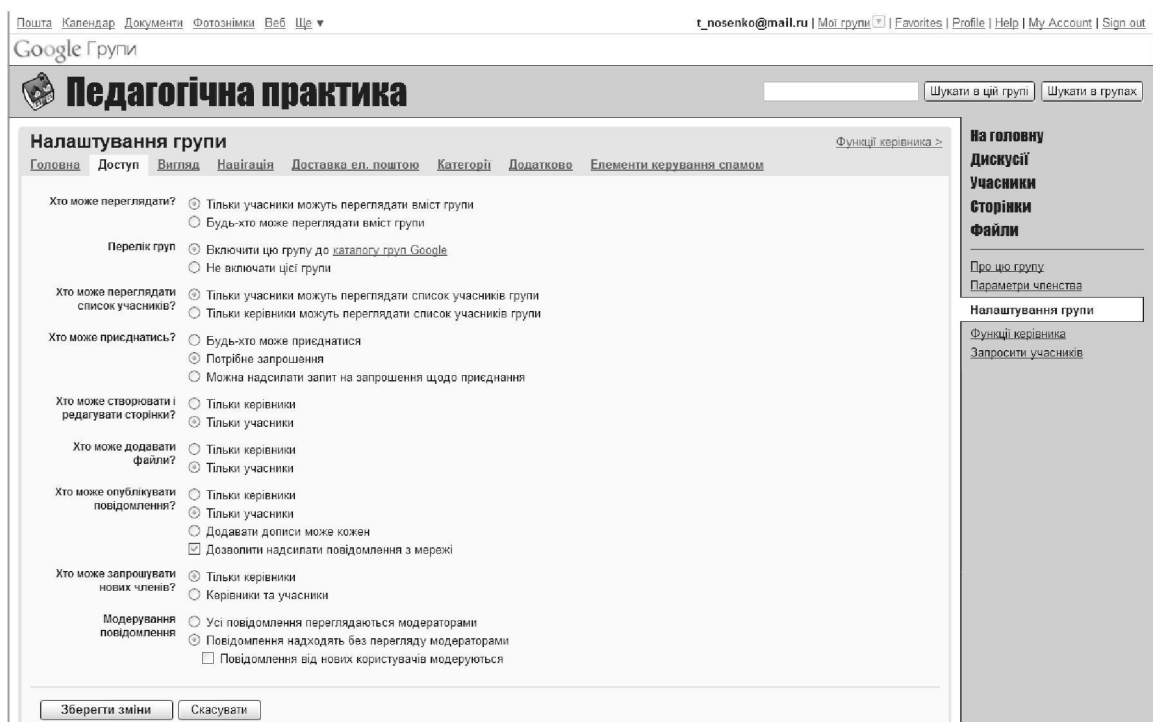 Пошта Календар Документи Фотознімки Веб Ще ▼
t_nosenko@mail.ru | Мої групи | Favorites | Profile | Help | My Account | Sign out
Google Групи
Педагогічна практика
Шукати в цій групі
Шукати в групах
Налаштування групи
Функції керівника >
Головна Доступ Вигляд Навігація Доставка ел. поштою Категорії Додатково Елементи керування спамом
Хто може переглядати?
Тільки учасники можуть переглядати вміст групи
Будь-хто може переглядати вміст групи
Перелік груп
Включити цю групу до каталогу груп Google
Не включати цієї групи
Хто може переглядати
список учасників?
Тільки учасники можуть переглядати список учасників групи
Тільки керівники можуть переглядати список учасників групи
Хто може приєднатись?
Будь-хто може приєднатися
Потрібне запрошення
Можна надсилати запит на запрошення щодо приєднання
Хто може створювати і
редагувати сторінки?
Тільки керівники
Тільки учасники
Хто може додавати
файли?
Тільки керівники
Тільки учасники
Хто може опублікувати
повідомлення?
Тільки керівники
Тільки учасники
Додавати дописи може кожен
Дозволити надсилати повідомлення з мережі
Хто може запрошувати
нових членів?
Тільки керівники
Керівники та учасники
Модерування
повідомлення
Усі повідомлення переглядаються модераторами
Повідомлення надходять без перегляду модераторами
Повідомлення від нових користувачів модеруються
Зберегти зміни
Скасувати
На головну
Дискусії
Учасники
Сторінки
Файли
Про цю групу
Параметри членства
Налаштування групи
Функції керівника
Запросити учасників